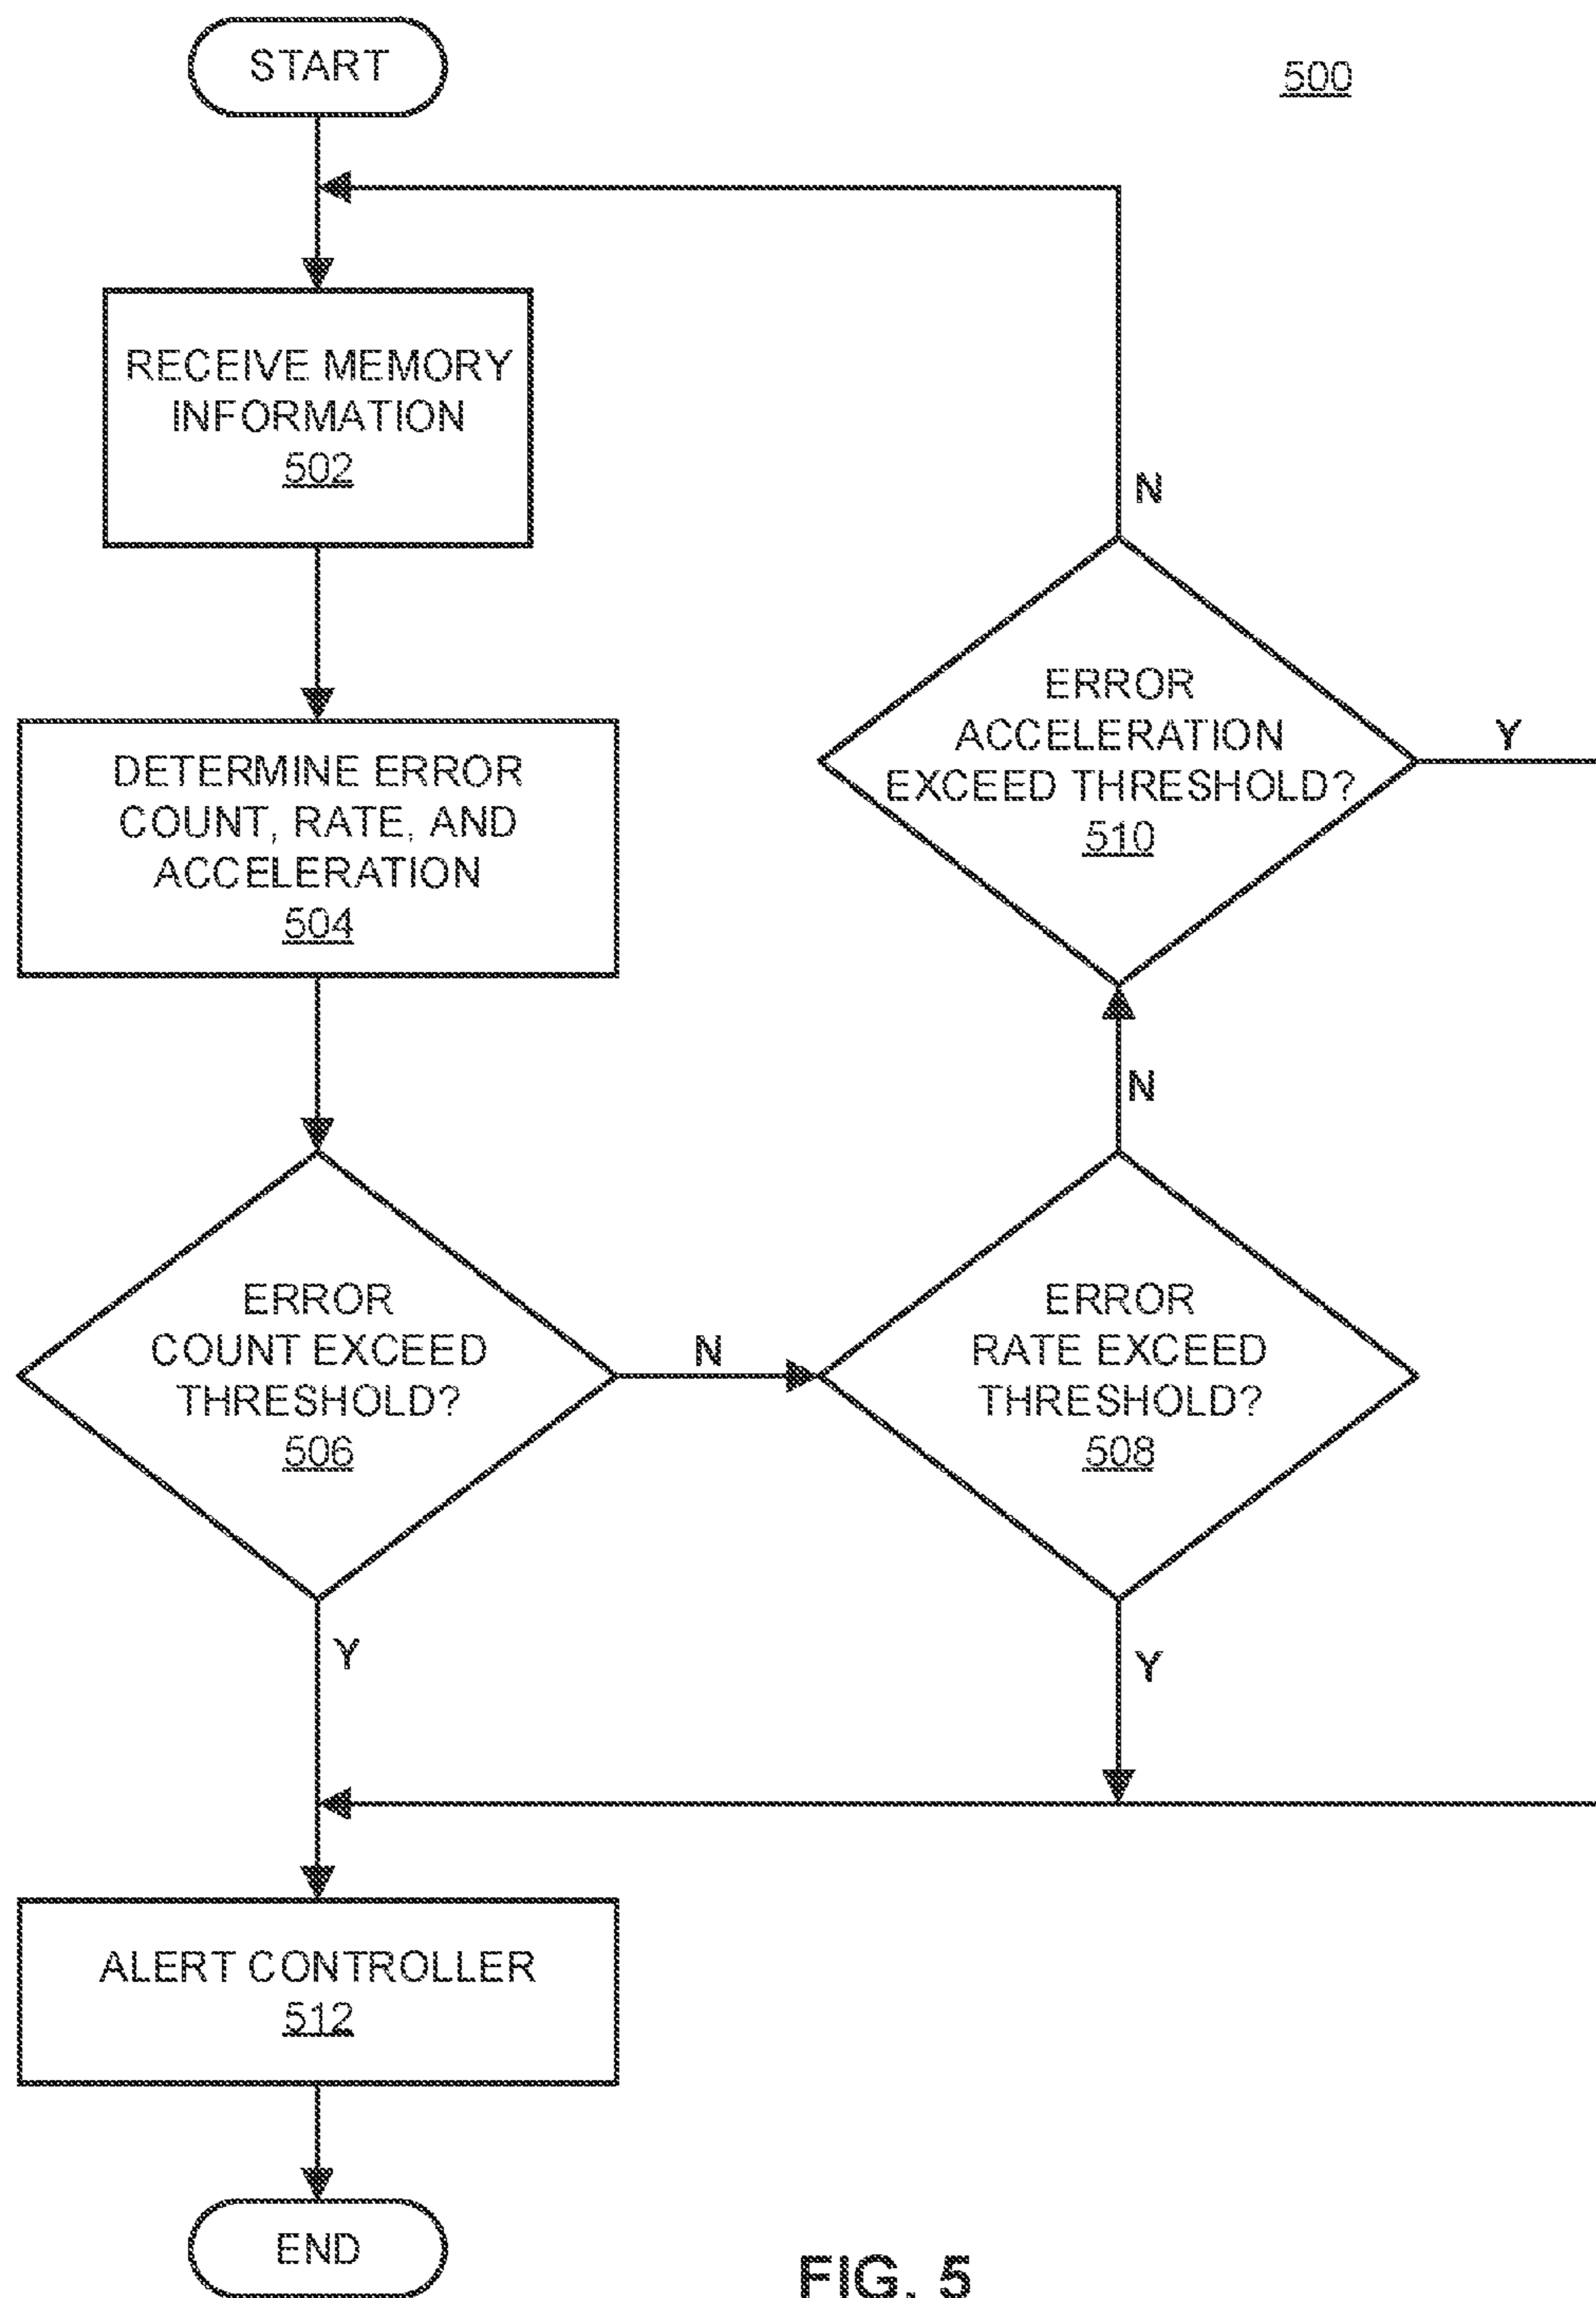 START
500
RECEIVE MEMORY
INFORMATION
502
N
ERROR
ACCELERATION
EXCEED THRESHOLD?
510
Y
DETERMINE ERROR
COUNT, RATE, AND
ACCELERATION
504
N
ERROR
COUNT EXCEED
THRESHOLD?
506
N
ERROR
RATE EXCEED
THRESHOLD?
508
Y
Y
ALERT CONTROLLER
512
END
FIG. 5